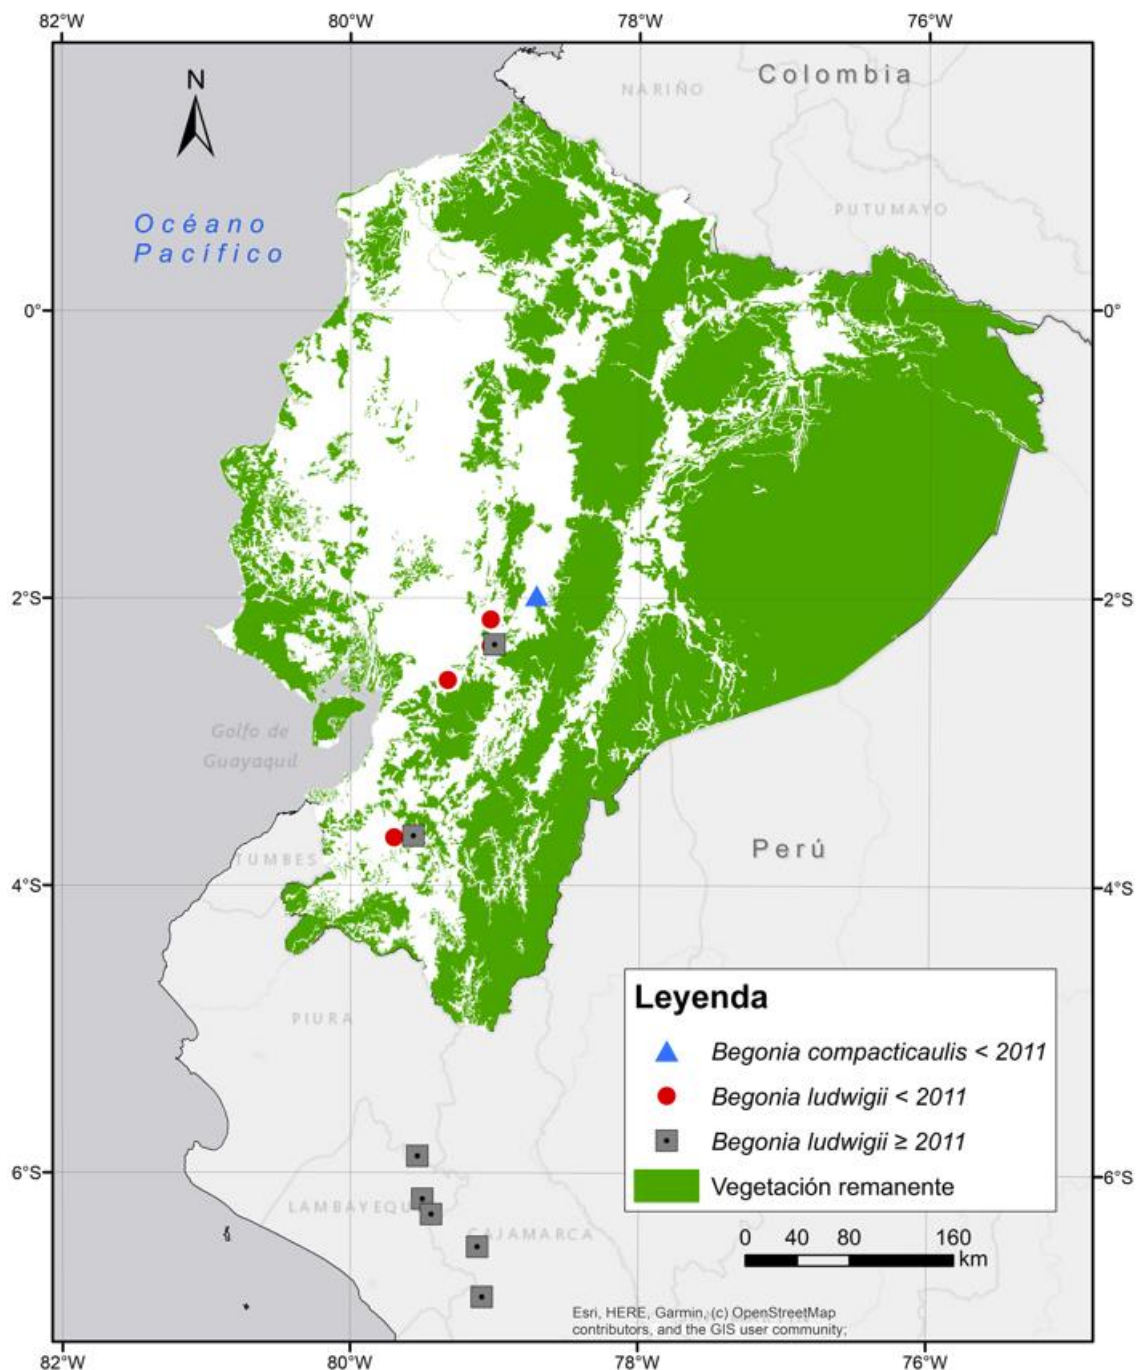 82°W 80°W 78°W 76°W
N
Colombia
NARIÑO
Océano
Pacífico
PUTUMAYO
0° 0°
2°S 2°S
Golfo de
Guayaquil
Perú
TUMBES
4°S 4°S
PIURA
Leyenda
Begonia compacticaulis < 2011
Begonia ludwigii < 2011
Begonia ludwigii ≥ 2011
Vegetación remanente
6°S 6°S
LAMBAYEQU
CAJAMARCA
0 40 80 160
km
Esri, HERE, Garmin, (c) OpenStreetMap
contributors, and the GIS user community;
82°W 80°W 78°W 76°W